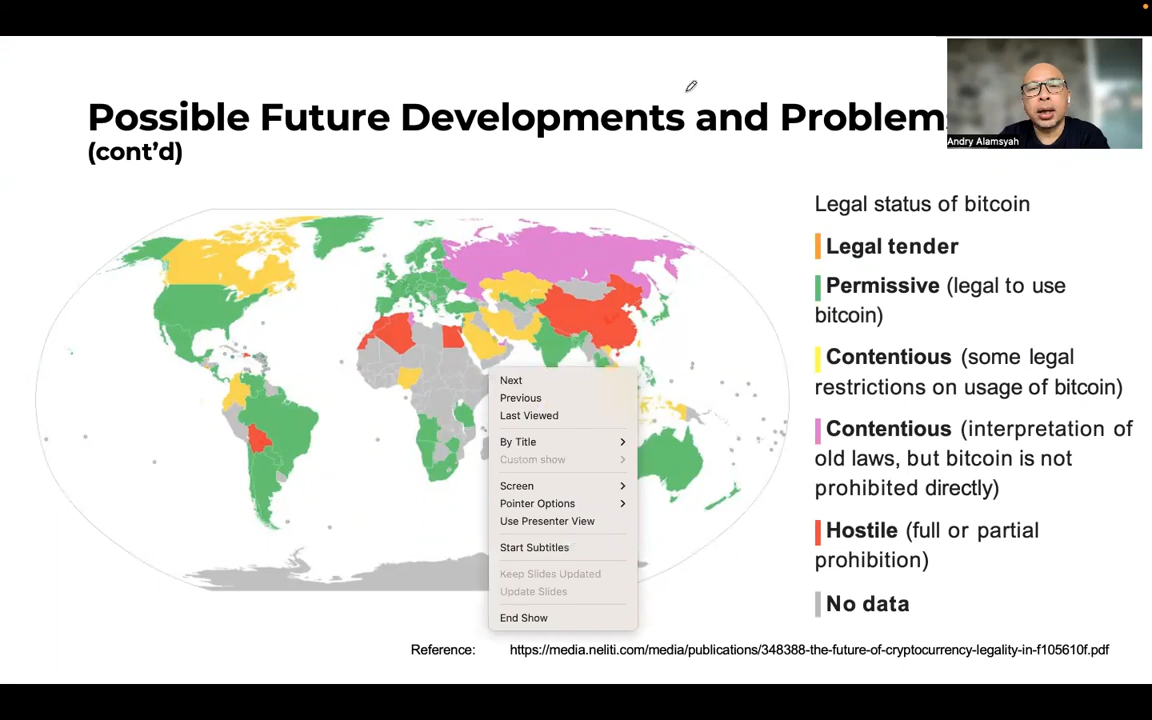 Possible Future Developments and Problems
(cont’d)
Andry Alamsyah
Legal status of bitcoin
Legal tender
Permissive (legal to use
bitcoin)
Contentious (some legal
restrictions on usage of bitcoin)
Contentious (interpretation of
old laws, but bitcoin is not
prohibited directly)
Hostile (full or partial
prohibition)
No data
Next
Previous
Last Viewed
By Title
Custom show
Screen
Pointer Options
Use Presenter View
Start Subtitles
Keep Slides Updated
Update Slides
End Show
Reference: https://media.neliti.com/media/publications/348388-the-future-of-cryptocurrency-legality-in-f105610f.pdf